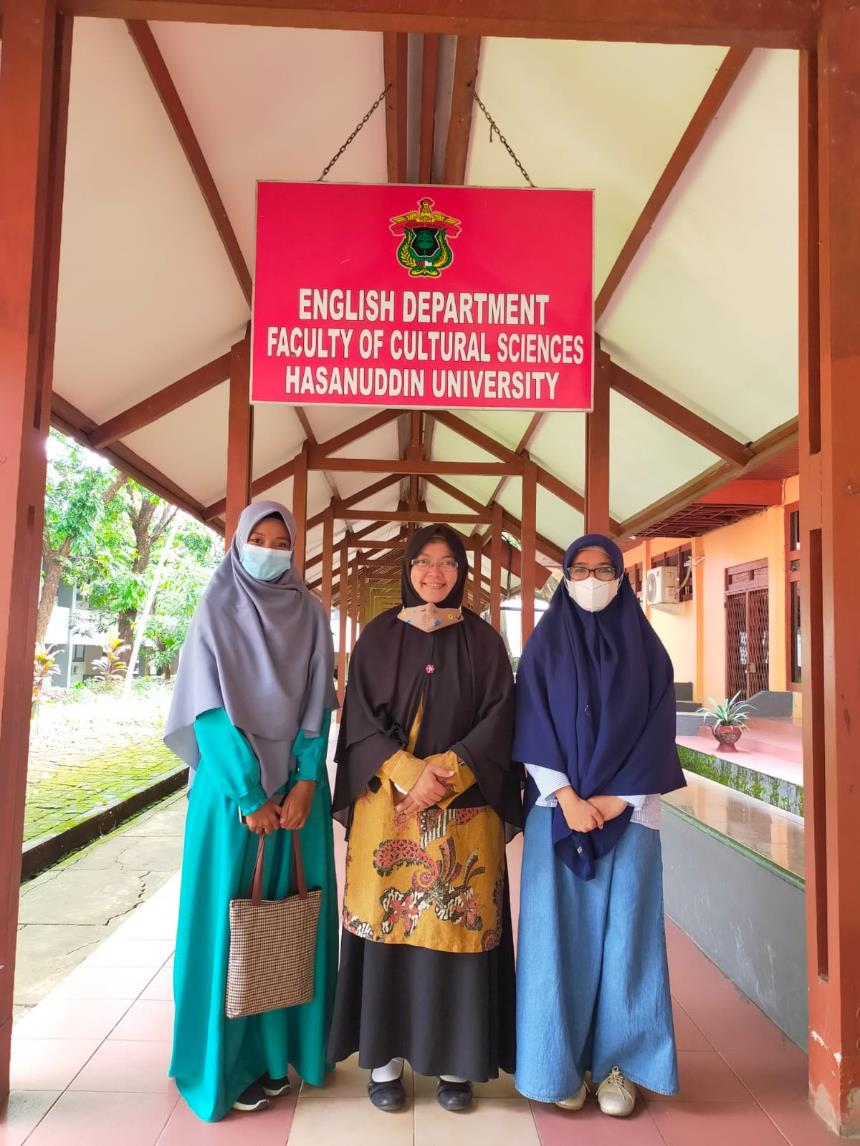 ENGLISH DEPARTMENT
FACULTY OF CULTURAL SCIENCES
HASANUDDIN UNIVERSITY